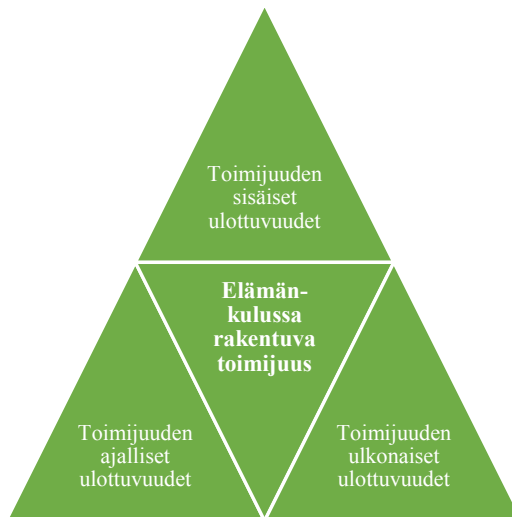 Toimijuuden
sisäiset
ulottuvuudet
Elämän-
kulussa
rakentuva
toimijuus
Toimijuuden
ajalliset
ulottuvuudet
Toimijuuden
ulkonaiset
ulottuvuudet